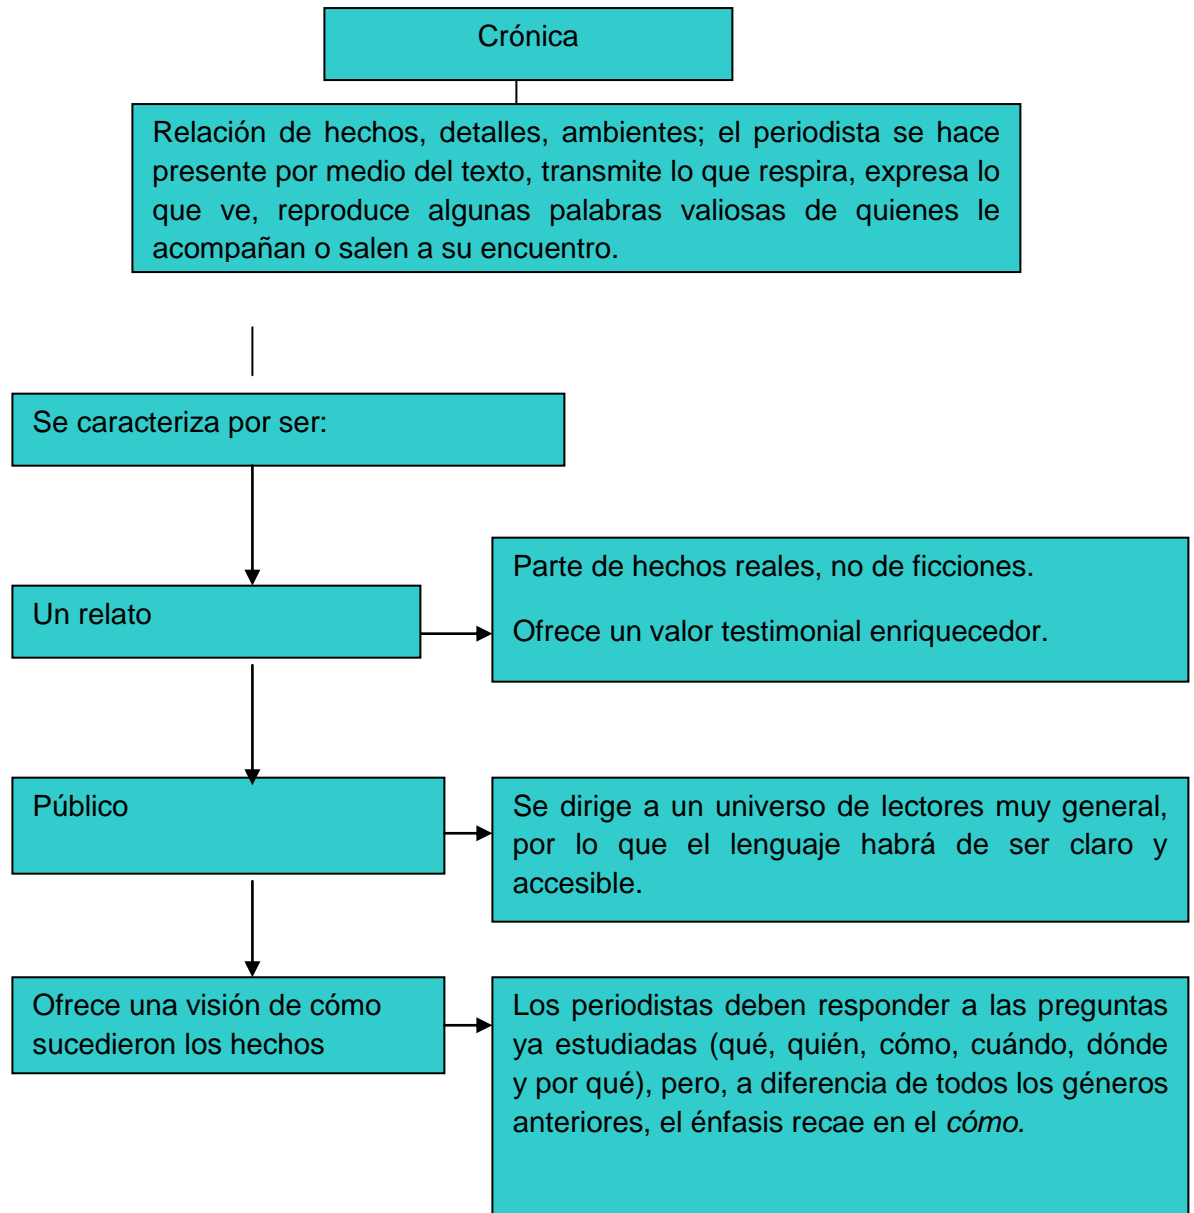 Crónica
Relación de hechos, detalles, ambientes; el periodista se hace
presente por medio del texto, transmite lo que respira, expresa lo
que ve, reproduce algunas palabras valiosas de quienes le
acompañan o salen a su encuentro.
Se caracteriza por ser:
Un relato
Parte de hechos reales, no de ficciones.
Ofrece un valor testimonial enriquecedor.
Público
Se dirige a un universo de lectores muy general,
por lo que el lenguaje habrá de ser claro y
accesible.
Ofrece una visión de cómo
sucedieron los hechos
Los periodistas deben responder a las preguntas
ya estudiadas (qué, quién, cómo, cuándo, dónde
y por qué), pero, a diferencia de todos los géneros
anteriores, el énfasis recae en el cómo.